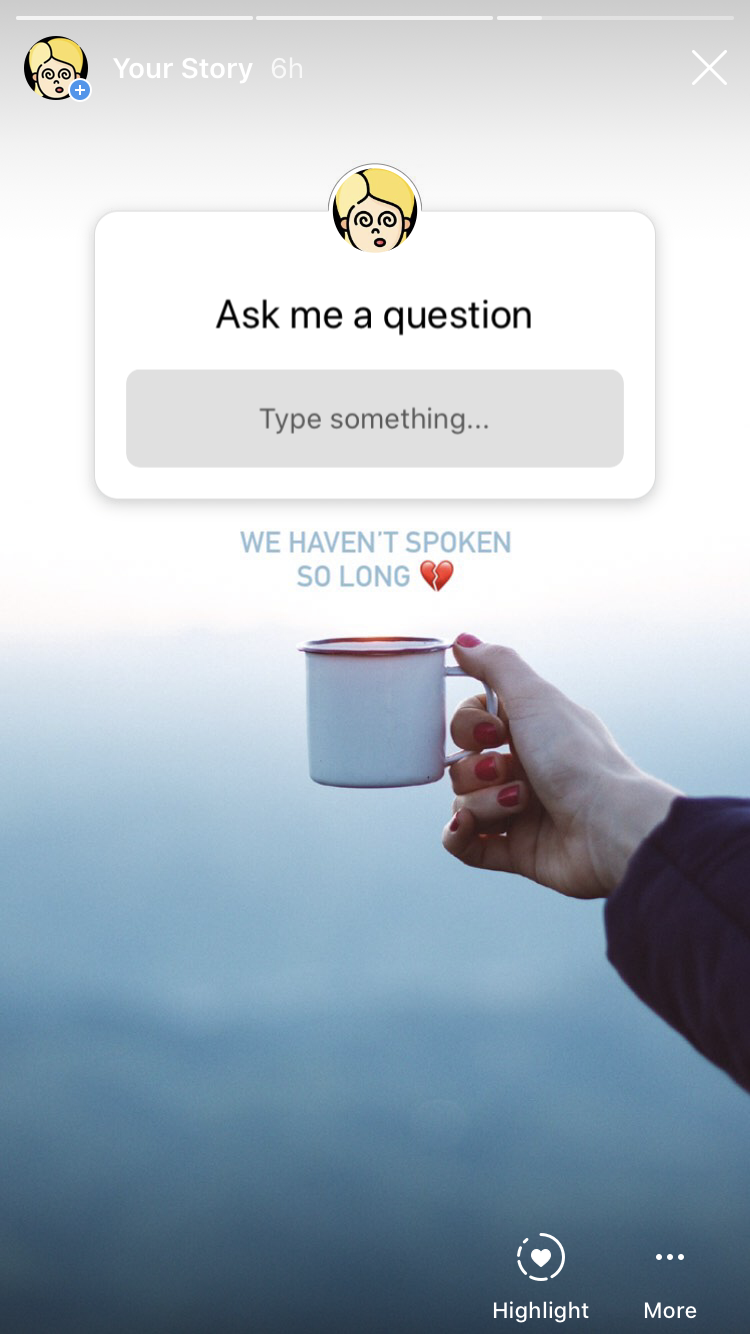 Your Story 6h
Ask me a question
Type something...
WE HAVEN'T SPOKEN
SO LONG 💔
Highlight
More